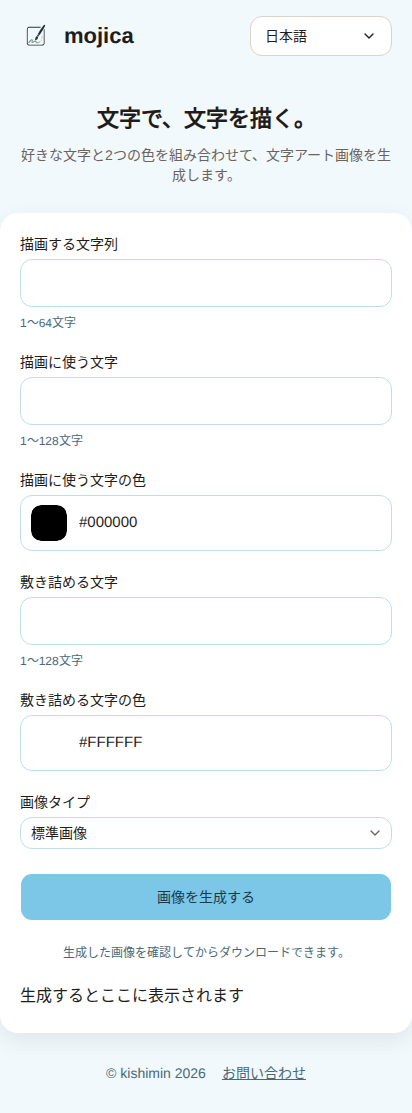 mojica
日本語
文字で、文字を描く。
好きな文字と2つの色を組み合わせて、文字アート画像を生
成します。
描画する文字列
1〜64文字
描画に使う文字
1〜128文字
描画に使う文字の色
#000000
敷き詰める文字
1〜128文字
敷き詰める文字の色
#FFFFFF
画像タイプ
標準画像
画像を生成する
生成した画像を確認してからダウンロードできます。
生成するとここに表示されます
© kishimin 2026 お問い合わせ